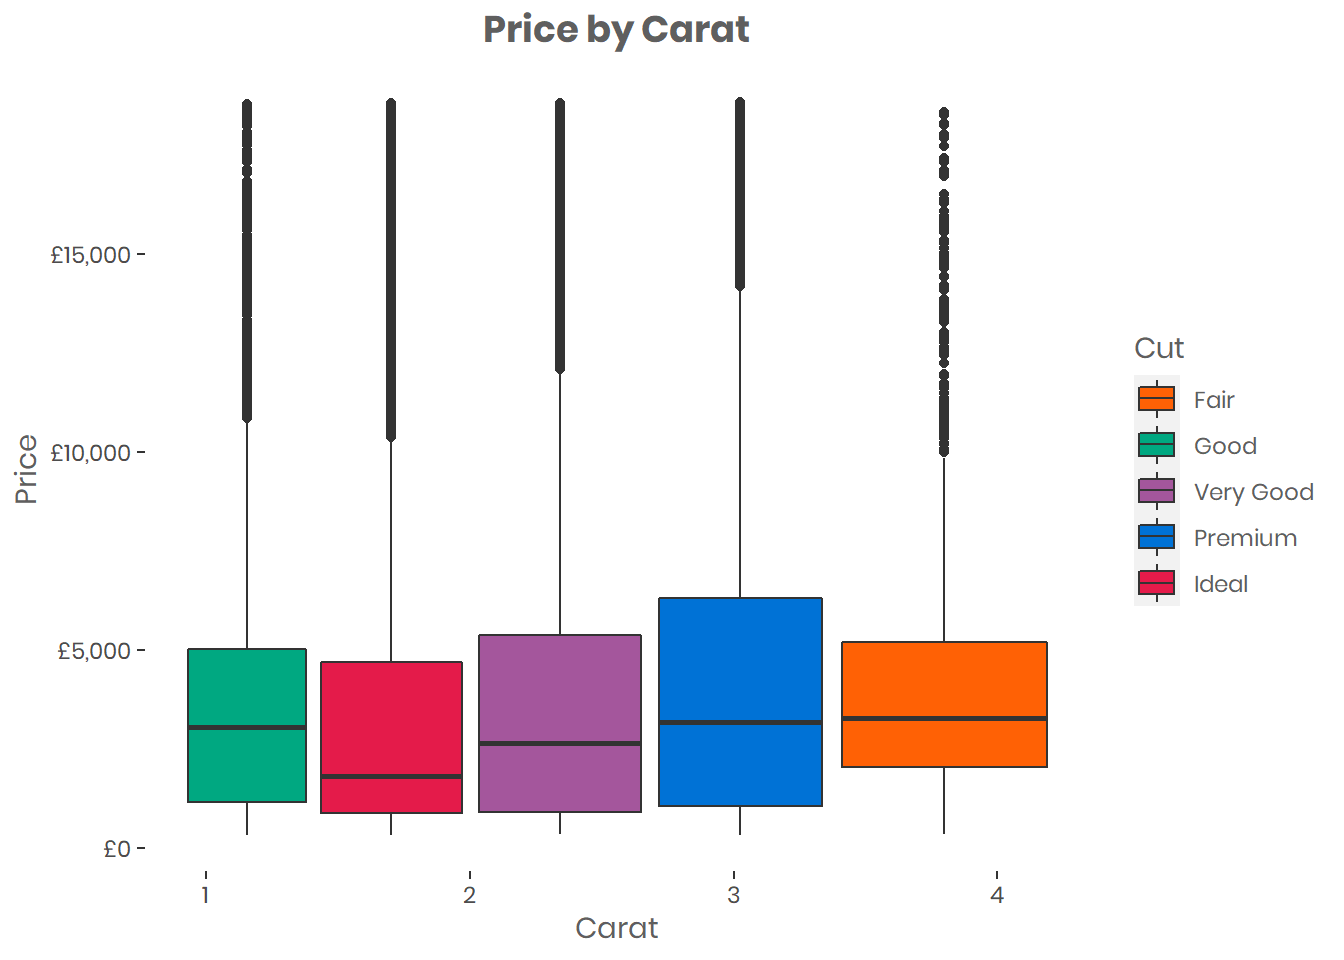 Price by Carat
Price
£15,000
£10,000
£5,000
£0
1 2 3 4
Carat
Cut
Fair
Good
Very Good
Premium
Ideal